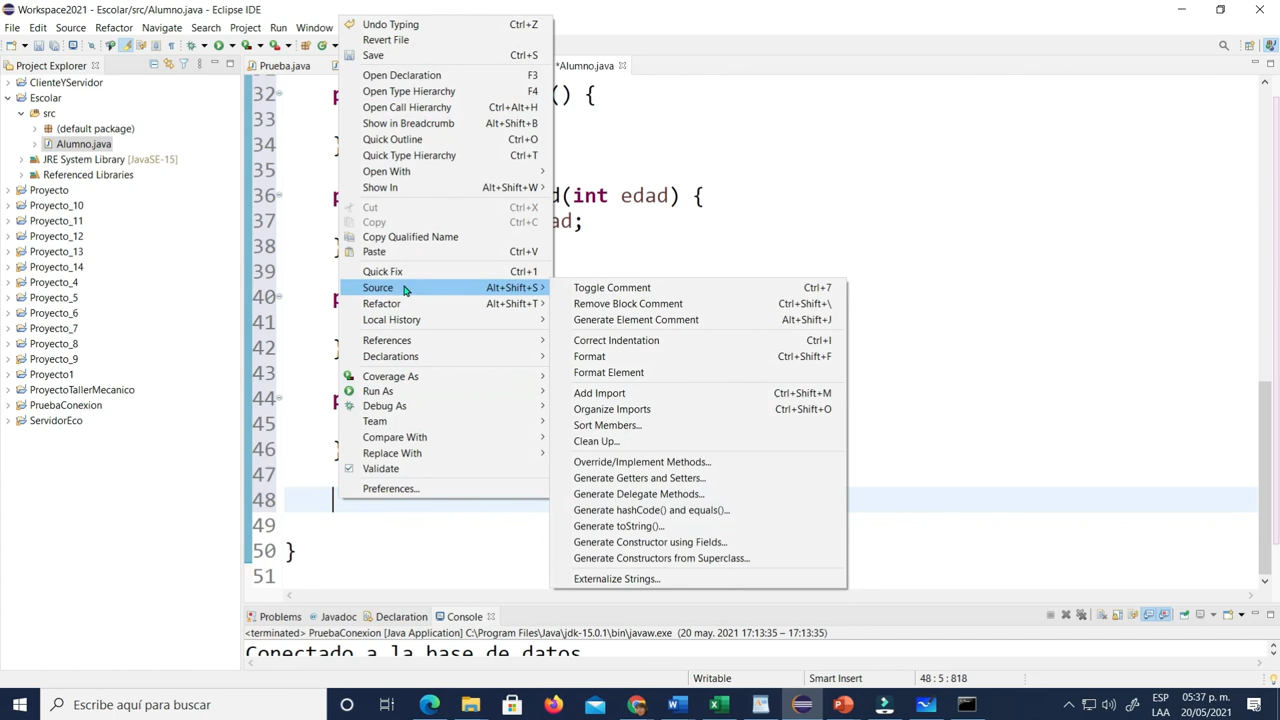 Workspace2021 - Escolar/src/Alumno.java - Eclipse IDE
File Edit Source Refactor Navigate Search Project Run Window
Project Explorer
Prueba.java
*Alumno.java
ClienteYServidor
Escolar
src
(default package)
Alumno.java
JRE System Library [JavaSE-15]
Referenced Libraries
Proyecto
Proyecto_10
Proyecto_11
Proyecto_12
Proyecto_13
Proyecto_14
Proyecto_4
Proyecto_5
Proyecto_6
Proyecto_7
Proyecto_8
Proyecto_9
Proyecto1
ProyectoTallerMecanico
PruebaConexion
ServidorEco
Undo Typing Ctrl+Z
Revert File
Save Ctrl+S
Open Declaration F3
Open Type Hierarchy F4
Open Call Hierarchy Ctrl+Alt+H
Show in Breadcrumb Alt+Shift+B
Quick Outline Ctrl+O
Quick Type Hierarchy Ctrl+T
Open With
Show In Alt+Shift+W
Cut Ctrl+X
Copy Ctrl+C
Copy Qualified Name
Paste Ctrl+V
Quick Fix Ctrl+1
Source Alt+Shift+S
Refactor Alt+Shift+T
Local History
References
Declarations
Coverage As
Run As
Debug As
Team
Compare With
Replace With
Validate
Preferences...
Toggle Comment Ctrl+7
Remove Block Comment Ctrl+Shift+\
Generate Element Comment Alt+Shift+J
Correct Indentation Ctrl+I
Format Ctrl+Shift+F
Format Element
Add Import Ctrl+Shift+M
Organize Imports Ctrl+Shift+O
Sort Members...
Clean Up...
Override/Implement Methods...
Generate Getters and Setters...
Generate Delegate Methods...
Generate hashCode() and equals()...
Generate toString()...
Generate Constructor using Fields...
Generate Constructors from Superclass...
Externalize Strings...
32 () {
33
34 }
35
36 d(int edad) {
37 ad;
38 }
39
40
41
42 }
43
44
45
46 }
47
48
49
50 }
51
Problems Javadoc Declaration Console
<terminated> PruebaConexion [Java Application] C:\Program Files\Java\jdk-15.0.1\bin\javaw.exe (20 may. 2021 17:13:35 – 17:13:35)
Conectado a la base de datos
Writable Smart Insert 48 : 5 : 818
Escribe aquí para buscar
ESP
LAA
05:37 p. m.
20/05/2021